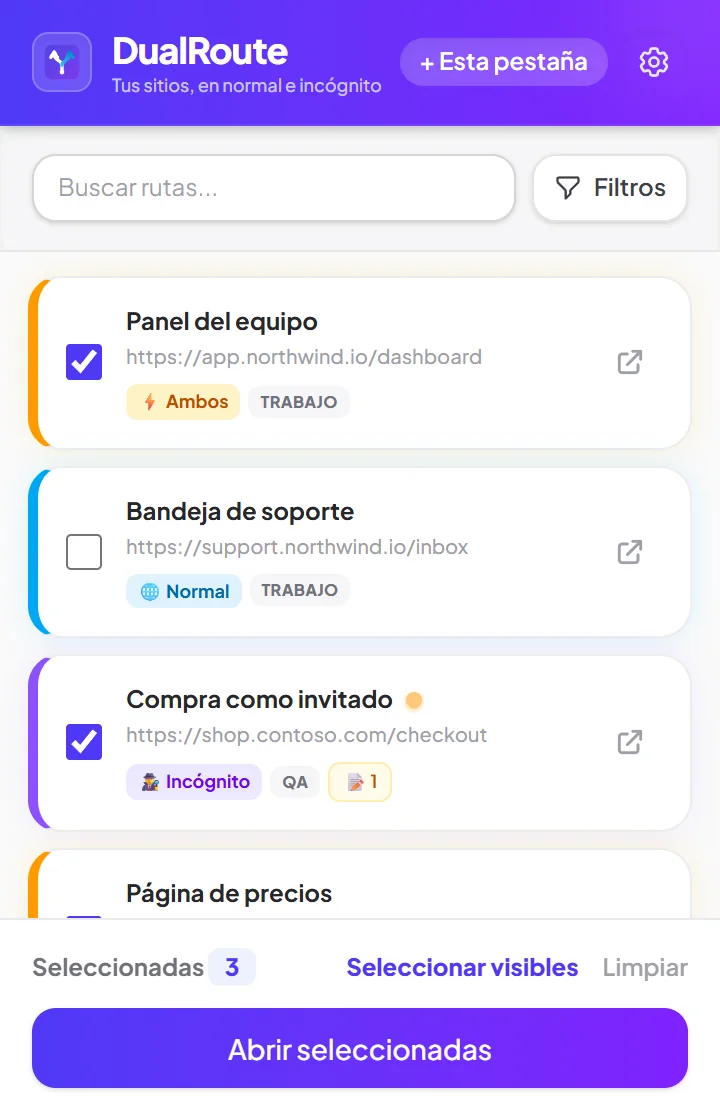 DualRoute
Tus sitios, en normal e incógnito
+ Esta pestaña
Buscar rutas...
Filtros
Panel del equipo
https://app.northwind.io/dashboard
Ambos
TRABAJO
Bandeja de soporte
https://support.northwind.io/inbox
Normal
TRABAJO
Compra como invitado
https://shop.contoso.com/checkout
Incógnito
QA
1
Página de precios
Seleccionadas 3
Seleccionar visibles
Limpiar
Abrir seleccionadas